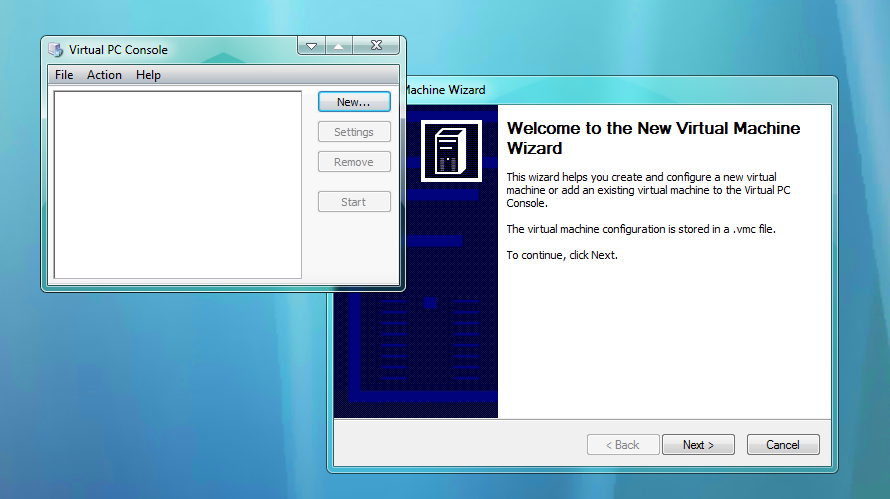 Virtual PC Console
File Action Help
New...
Settings
Remove
Start
Machine Wizard
Welcome to the New Virtual Machine
Wizard
This wizard helps you create and configure a new virtual
machine or add an existing virtual machine to the Virtual PC
Console.
The virtual machine configuration is stored in a .vmc file.
To continue, click Next.
< Back
Next >
Cancel